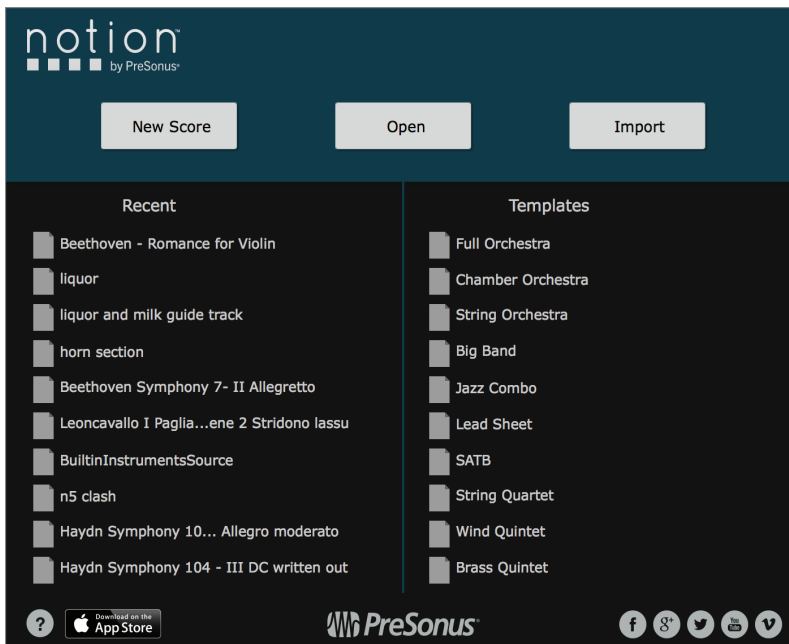 notion™
by PreSonus®
New Score
Open
Import
Recent
Beethoven - Romance for Violin
liquor
liquor and milk guide track
horn section
Beethoven Symphony 7- II Allegretto
Leoncavallo I Paglia...ene 2 Stridono lassu
BuiltinInstrumentsSource
n5 clash
Haydn Symphony 10... Allegro moderato
Haydn Symphony 104 - III DC written out
Templates
Full Orchestra
Chamber Orchestra
String Orchestra
Big Band
Jazz Combo
Lead Sheet
SATB
String Quartet
Wind Quintet
Brass Quintet
?
Download on the
App Store
PreSonus
f
g+
You
Tube
v